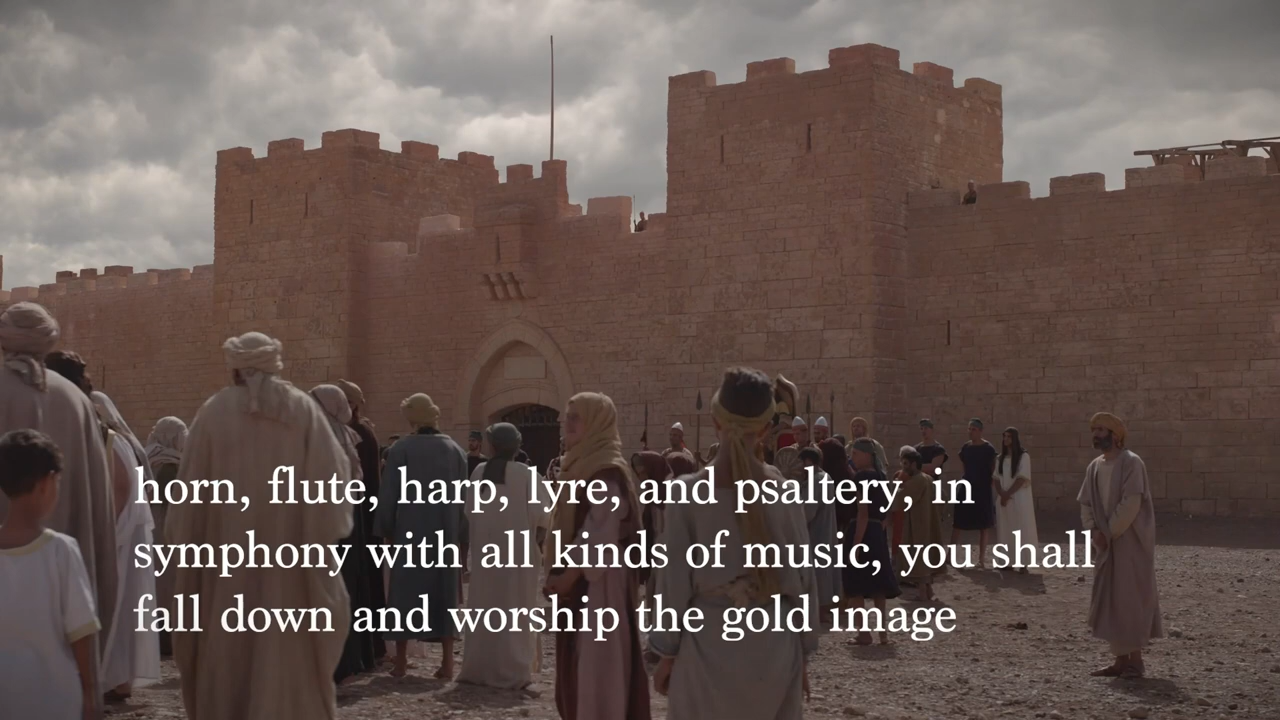 horn, flute, harp, lyre, and psaltery, in
symphony with all kinds of music, you shall
fall down and worship the gold image